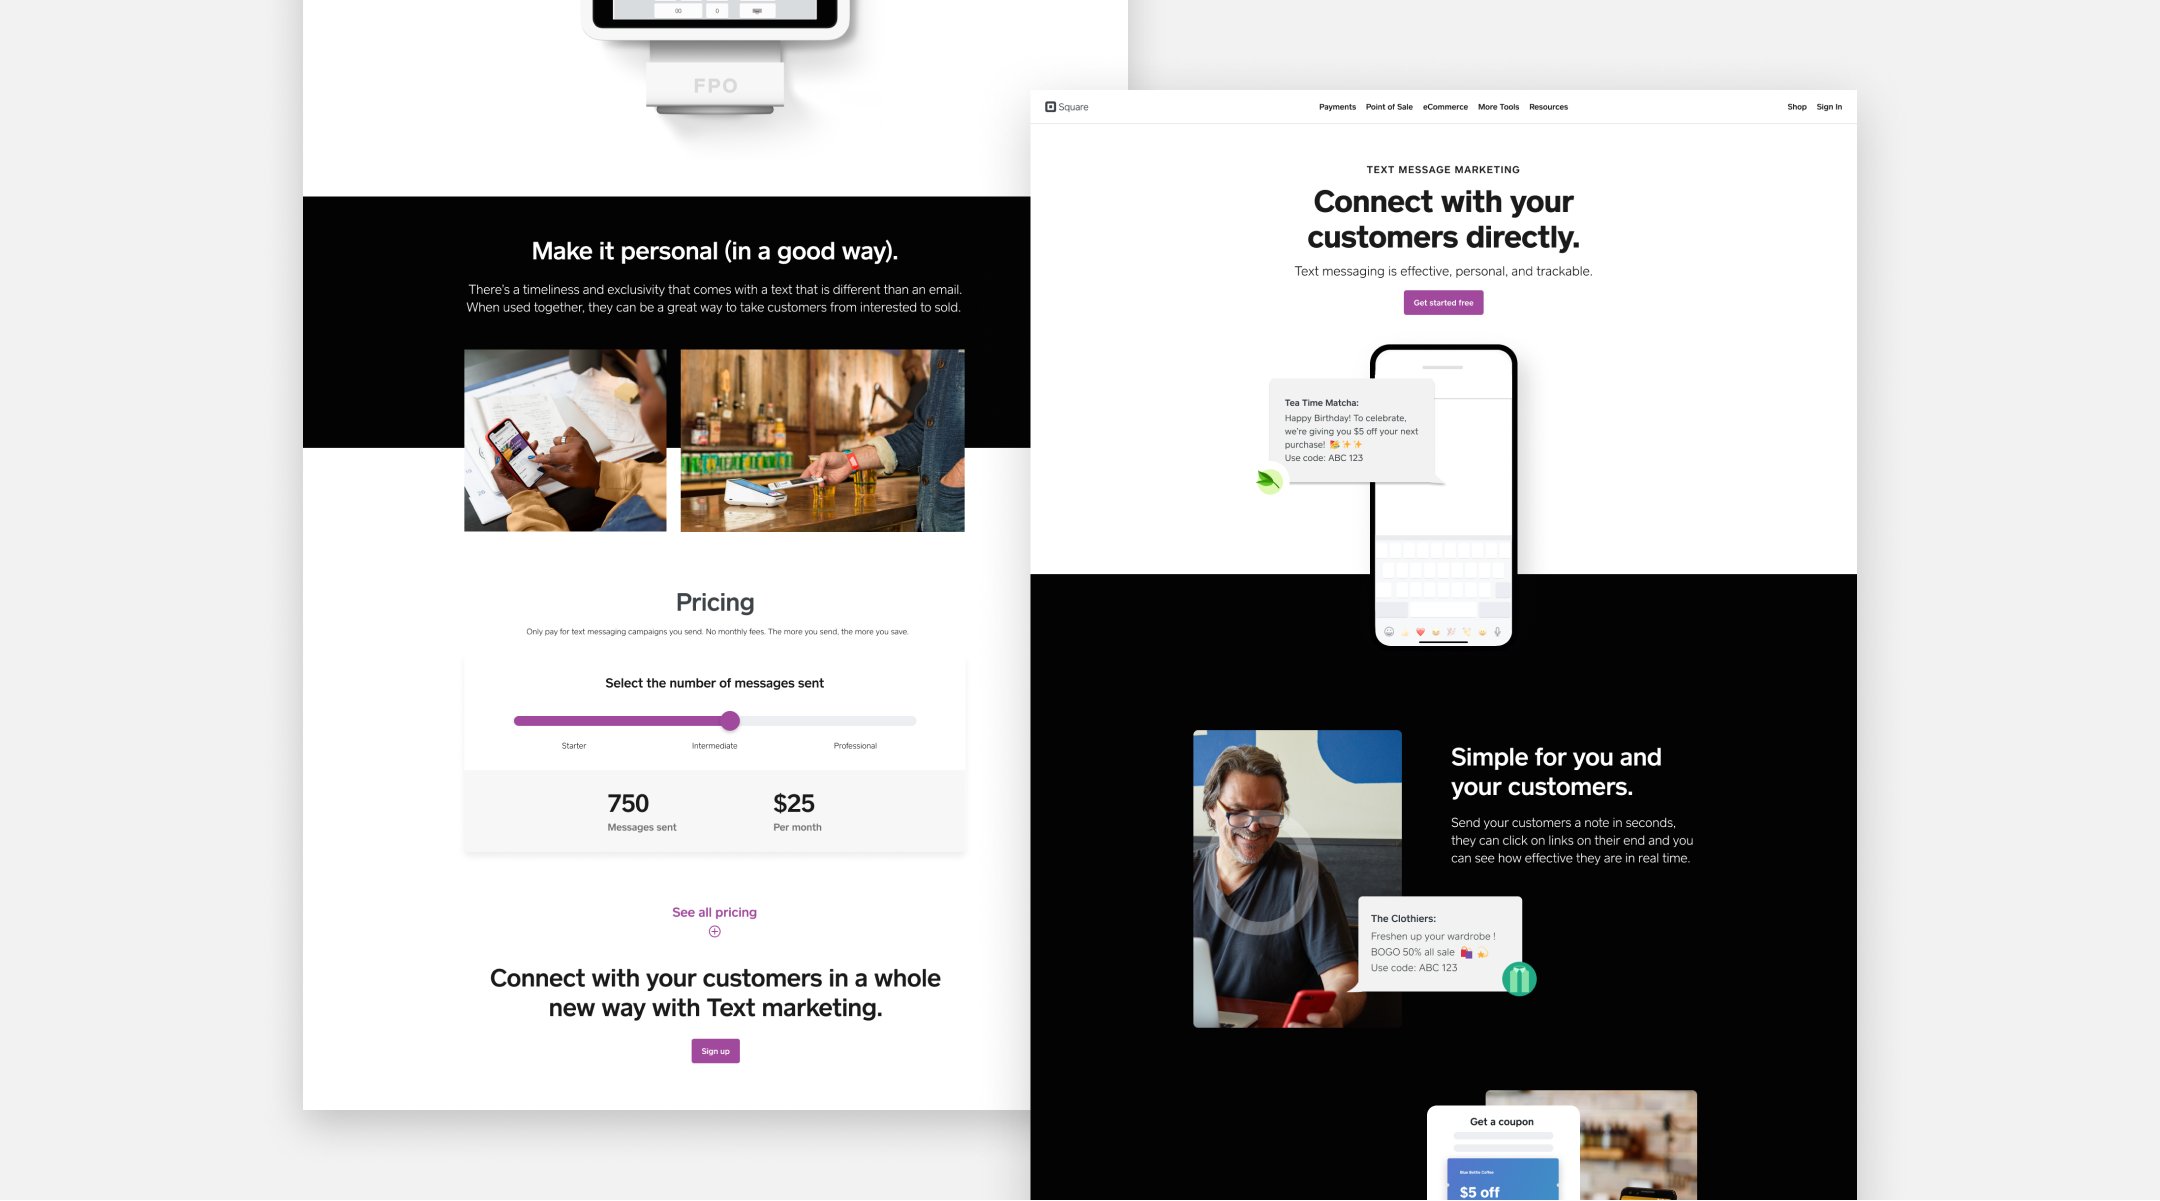 00 0
FPO
Make it personal (in a good way).
There's a timeliness and exclusivity that comes with a text that is different than an email.
When used together, they can be a great way to take customers from interested to sold.
Pricing
Only pay for text messaging campaigns you send. No monthly fees. The more you send, the more you save.
Select the number of messages sent
Starter Intermediate Professional
750 $25
Messages sent Per month
See all pricing
Connect with your customers in a whole
new way with Text marketing.
Sign up
Square Payments Point of Sale eCommerce More Tools Resources Shop Sign In
TEXT MESSAGE MARKETING
Connect with your
customers directly.
Text messaging is effective, personal, and trackable.
Get started free
Tea Time Matcha:
Happy Birthday! To celebrate,
we're giving you $5 off your next
purchase! 🎉✨✨
Use code: ABC 123
Simple for you and
your customers.
Send your customers a note in seconds,
they can click on links on their end and you
can see how effective they are in real time.
The Clothiers:
Freshen up your wardrobe !
BOGO 50% all sale 🛍️ 💫
Use code: ABC 123
Get a coupon
Blue Bottle Coffee
$5 off